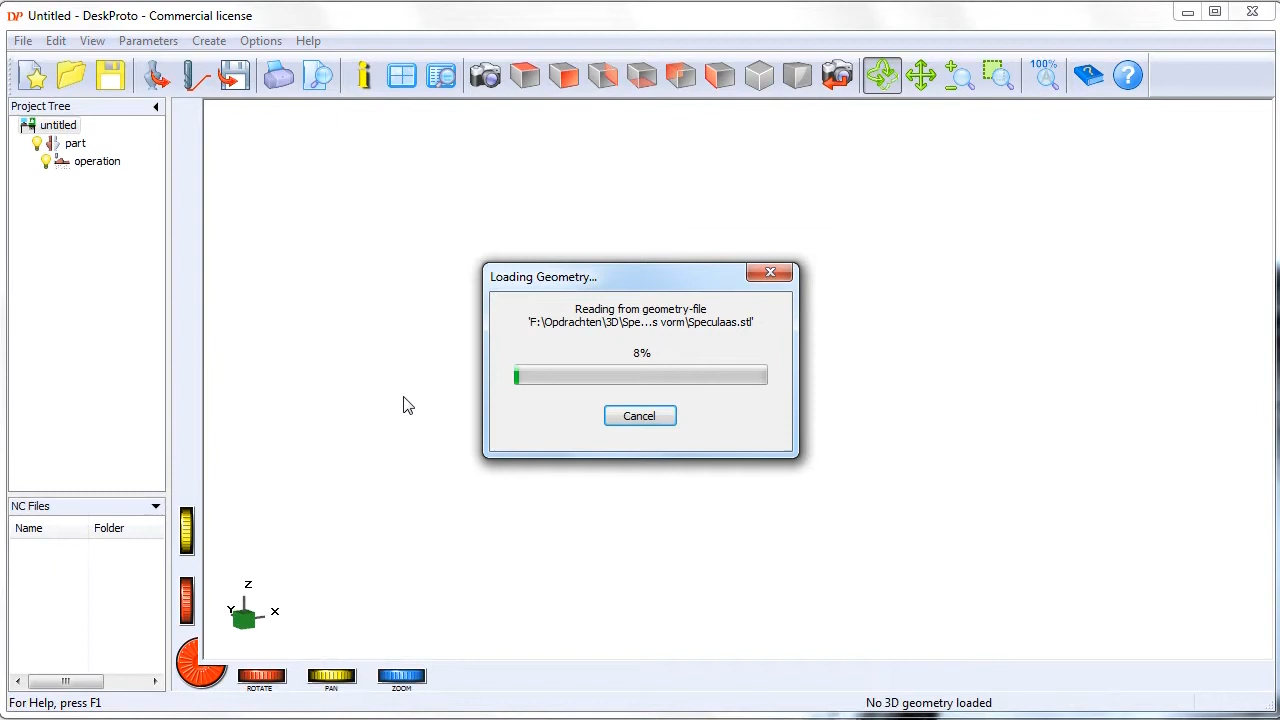 DP Untitled - DeskProto - Commercial license
File Edit View Parameters Create Options Help
100%
Project Tree
untitled
part
operation
Loading Geometry...
Reading from geometry-file
'F:\Opdrachten\3D\Spe...s vorm\Speculaas.stl'
8%
Cancel
NC Files
Name Folder
Z
Y X
ROTATE PAN ZOOM
For Help, press F1 No 3D geometry loaded